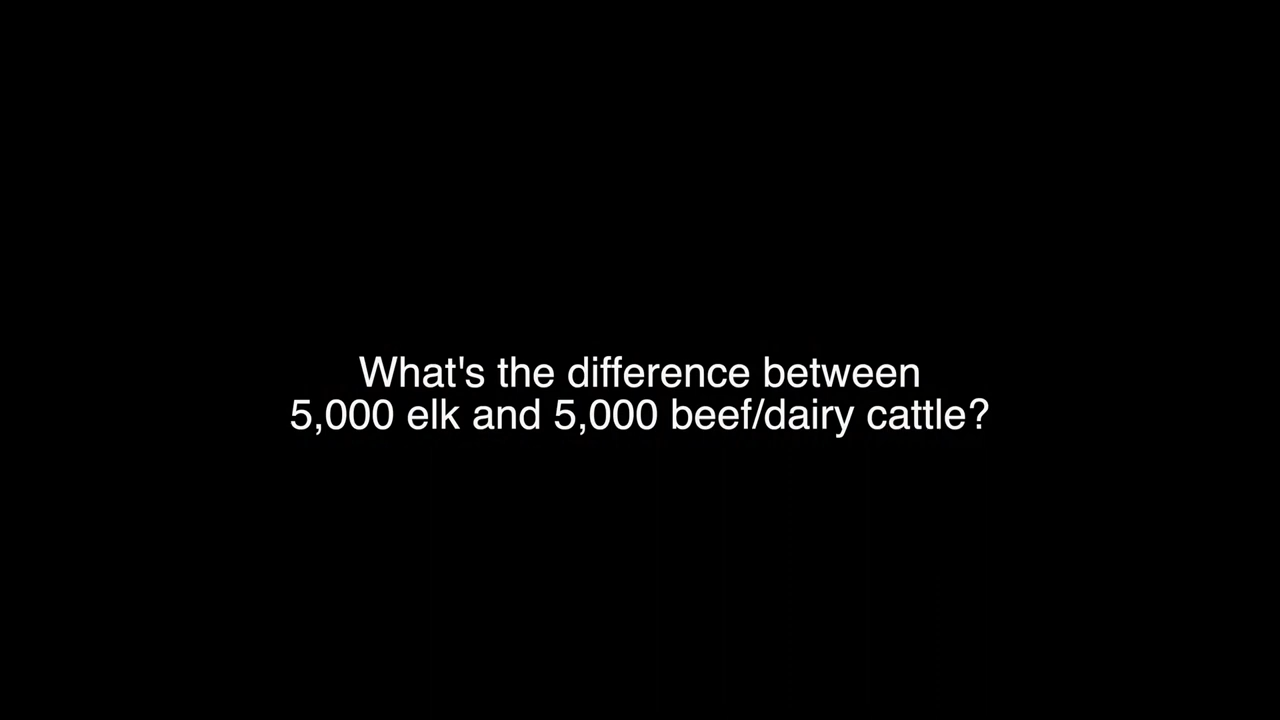 What's the difference between
5,000 elk and 5,000 beef/dairy cattle?